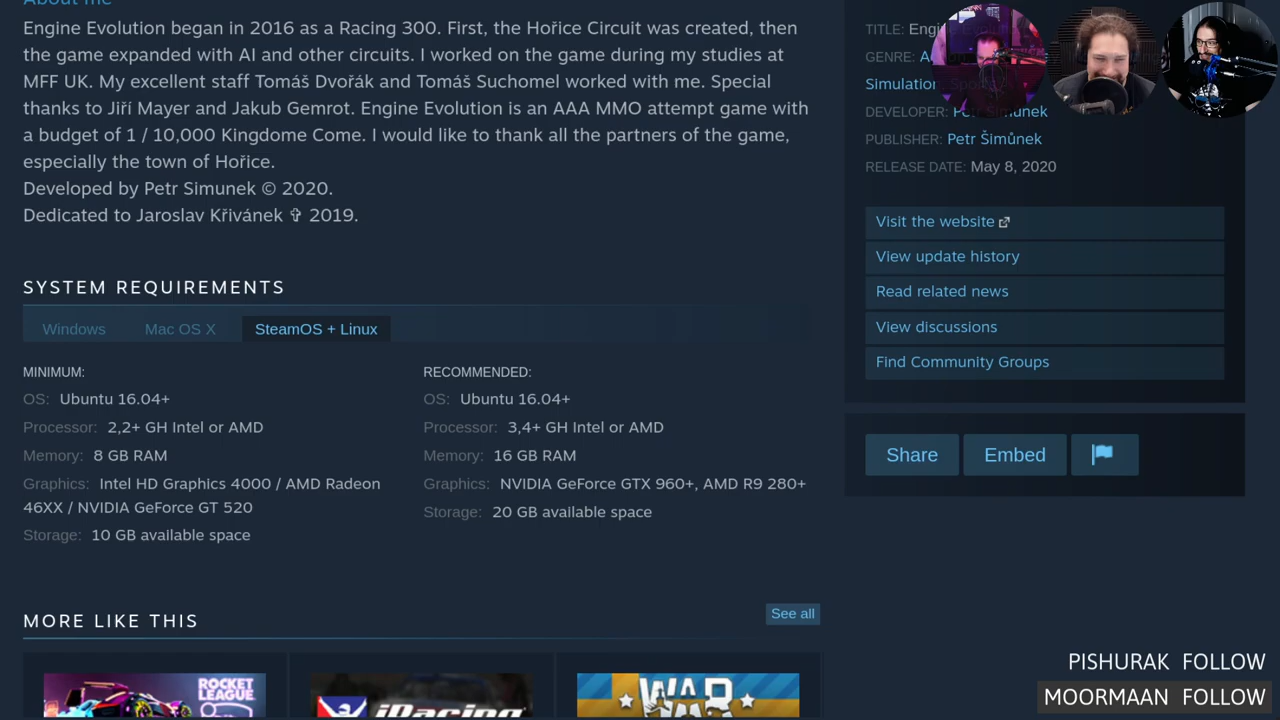 About me
Engine Evolution began in 2016 as a Racing 300. First, the Hořice Circuit was created, then
the game expanded with AI and other circuits. I worked on the game during my studies at
MFF UK. My excellent staff Tomáš Dvořák and Tomáš Suchomel worked with me. Special
thanks to Jiří Mayer and Jakub Gemrot. Engine Evolution is an AAA MMO attempt game with
a budget of 1 / 10,000 Kingdome Come. I would like to thank all the partners of the game,
especially the town of Hořice.
Developed by Petr Simunek © 2020.
Dedicated to Jaroslav Křivánek ✞ 2019.
SYSTEM REQUIREMENTS
Windows Mac OS X SteamOS + Linux
MINIMUM:
OS: Ubuntu 16.04+
Processor: 2,2+ GH Intel or AMD
Memory: 8 GB RAM
Graphics: Intel HD Graphics 4000 / AMD Radeon
46XX / NVIDIA GeForce GT 520
Storage: 10 GB available space
RECOMMENDED:
OS: Ubuntu 16.04+
Processor: 3,4+ GH Intel or AMD
Memory: 16 GB RAM
Graphics: NVIDIA GeForce GTX 960+, AMD R9 280+
Storage: 20 GB available space
MORE LIKE THIS
See all
ROCKET
LEAGUE
iRacing
WAR
TITLE:
GENRE:
Simulation
DEVELOPER: Petr Šimůnek
PUBLISHER: Petr Šimůnek
RELEASE DATE: May 8, 2020
Visit the website
View update history
Read related news
View discussions
Find Community Groups
Share Embed
PISHURAK FOLLOW
MOORMAAN FOLLOW